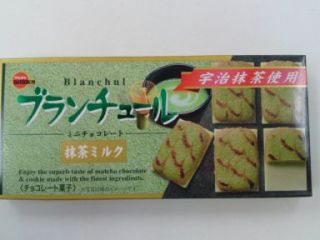 Blanchul
宇治抹茶使用
ブランチュール
ミニチョコレート
抹茶ミルク
Enjoy the superb taste of matcha chocolate
& cookie made with the finest ingredients.
〈チョコレート菓子〉